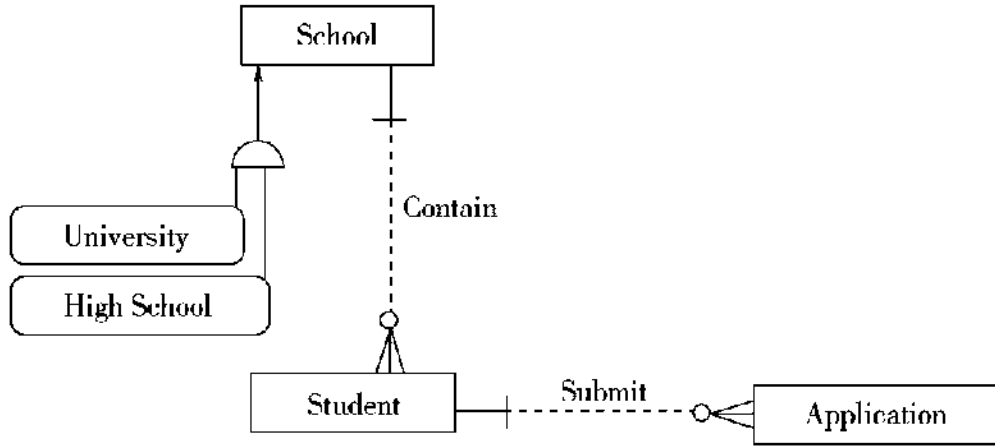 School
Contain
University
High School
Student
Submit
Application